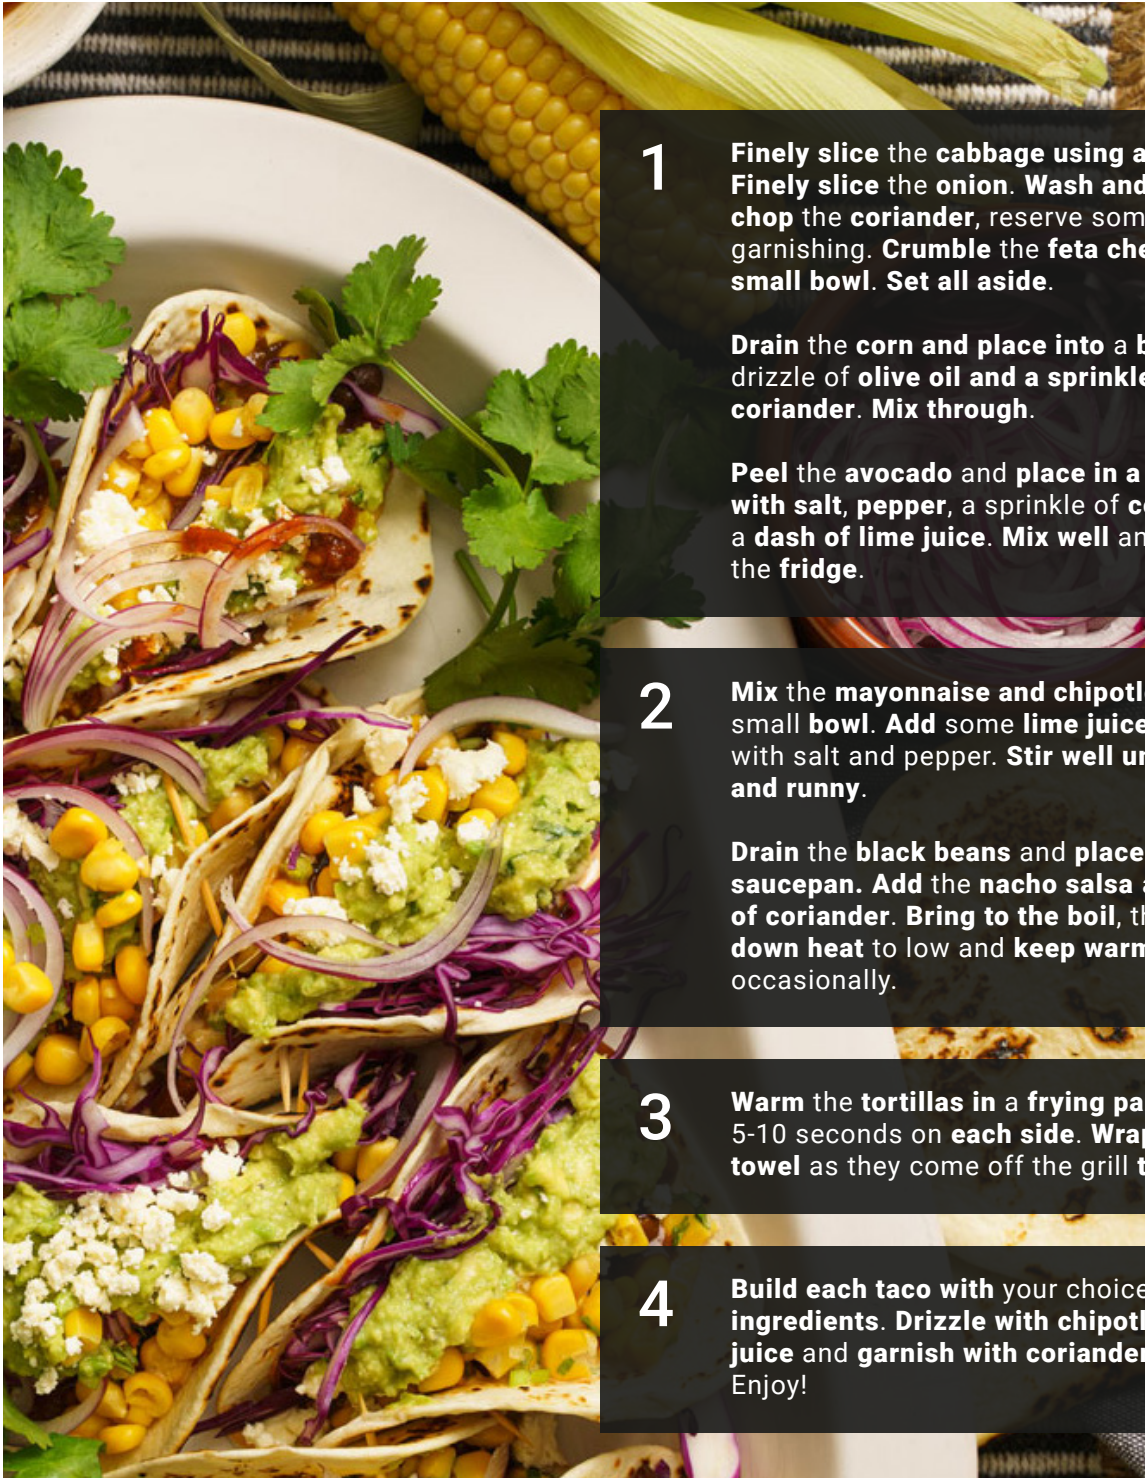 1
Finely slice the cabbage using a
Finely slice the onion. Wash and
chop the coriander, reserve som
garnishing. Crumble the feta che
small bowl. Set all aside.
Drain the corn and place into a b
drizzle of olive oil and a sprinkle
coriander. Mix through.
Peel the avocado and place in a
with salt, pepper, a sprinkle of co
a dash of lime juice. Mix well an
the fridge.
2
Mix the mayonnaise and chipotl
small bowl. Add some lime juice
with salt and pepper. Stir well un
and runny.
Drain the black beans and place
saucepan. Add the nacho salsa a
of coriander. Bring to the boil, th
down heat to low and keep warm
occasionally.
3
Warm the tortillas in a frying pa
5-10 seconds on each side. Wrap
towel as they come off the grill t
4
Build each taco with your choice
ingredients. Drizzle with chipotl
juice and garnish with coriander
Enjoy!